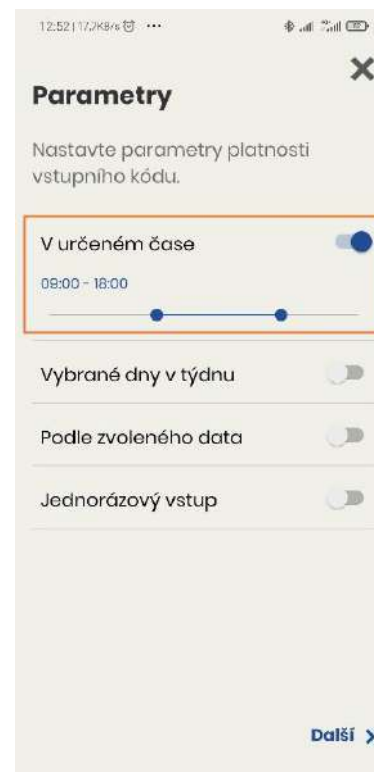 12:52 | 17,7KB/s
Parametry
Nastavte parametry platnosti
vstupního kódu.
V určeném čase
09:00 - 18:00
Vybrané dny v týdnu
Podle zvoleného data
Jednorázový vstup
Další